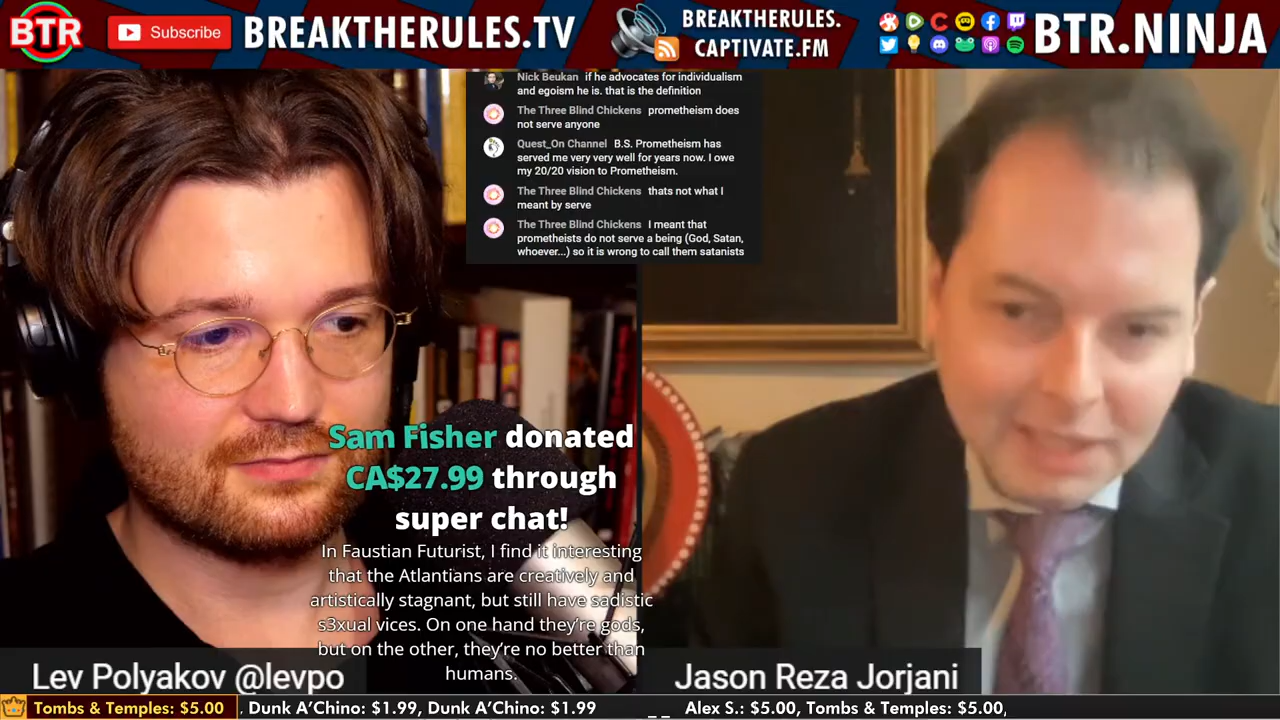 BTR
Subscribe
BREAKTHERULES.TV
BREAKTHERULES.
CAPTIVATE.FM
BTR.NINJA
Nick Beukan if he advocates for individualism
and egoism he is. that is the definition
The Three Blind Chickens prometheism does
not serve anyone
Quest_On Channel B.S. Prometheism has
served me very very well for years now. I owe
my 20/20 vision to Prometheism.
The Three Blind Chickens thats not what I
meant by serve
The Three Blind Chickens I meant that
prometheists do not serve a being (God, Satan,
whoever...) so it is wrong to call them satanists
Sam Fisher donated
CA$27.99 through
super chat!
In Faustian Futurist, I find it interesting
that the Atlantians are creatively and
artistically stagnant, but still have sadistic
s3xual vices. On one hand they're gods,
but on the other, they're no better than
humans.
Lev Polyakov @levpo
Jason Reza Jorjani
Tombs & Temples: $5.00 , Dunk A'Chino: $1.99, Dunk A'Chino: $1.99 Alex S.: $5.00, Tombs & Temples: $5.00,